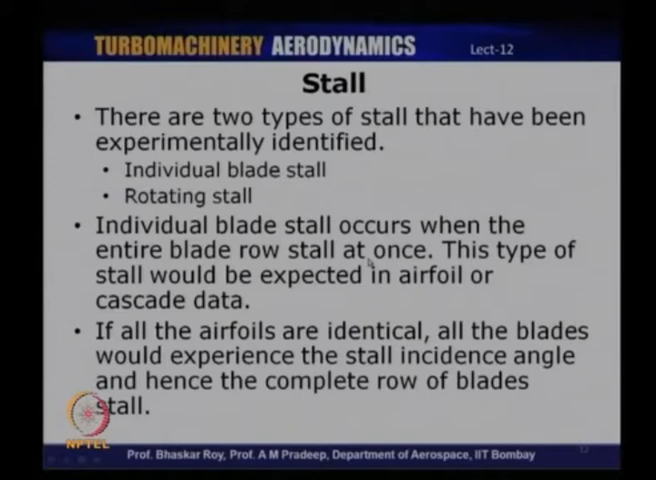 TURBOMACHINERY AERODYNAMICS Lect-12
Stall
• There are two types of stall that have been
experimentally identified.
• Individual blade stall
• Rotating stall
• Individual blade stall occurs when the
entire blade row stall at once. This type of
stall would be expected in airfoil or
cascade data.
• If all the airfoils are identical, all the blades
would experience the stall incidence angle
and hence the complete row of blades
stall.
NPTEL
Prof. Bhaskar Roy, Prof. A M Pradeep, Department of Aerospace, IIT Bombay